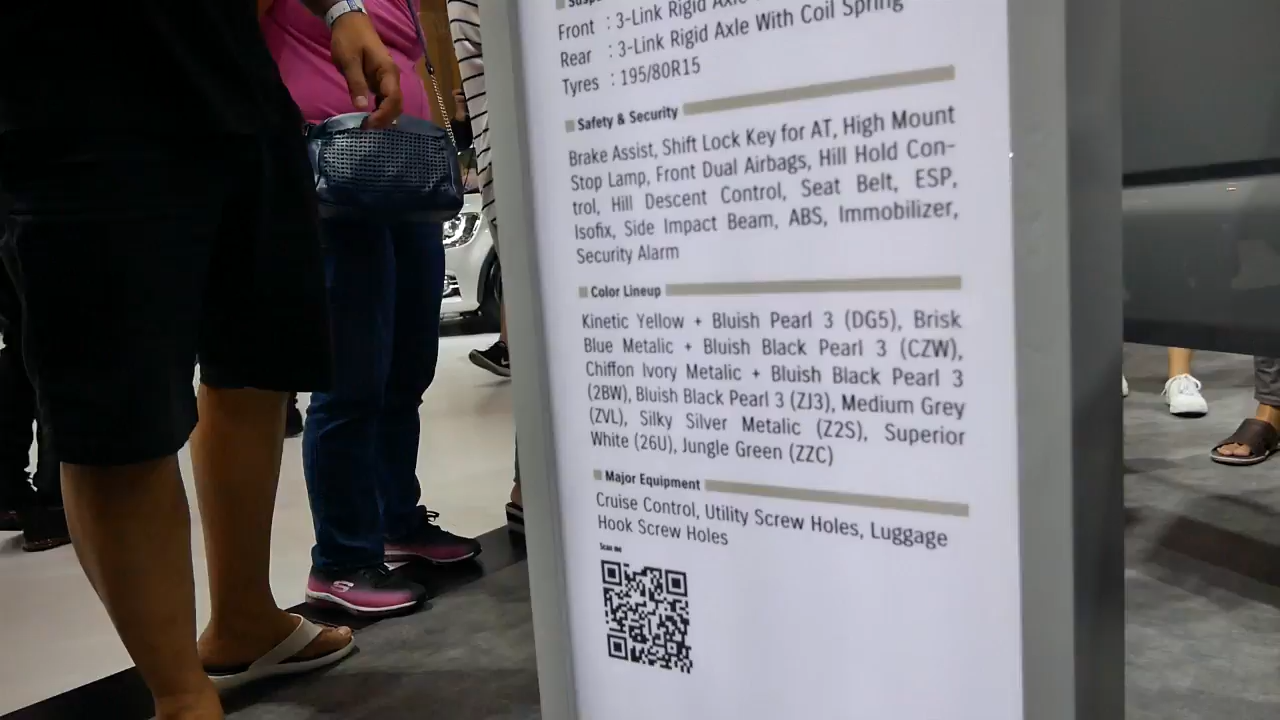 Front : 3-Link Rigid Axle
Rear : 3-Link Rigid Axle With Coil Spring
Tyres : 195/80R15
Safety & Security
Brake Assist, Shift Lock Key for AT, High Mount
Stop Lamp, Front Dual Airbags, Hill Hold Con-
trol, Hill Descent Control, Seat Belt, ESP,
Isofix, Side Impact Beam, ABS, Immobilizer,
Security Alarm
Color Lineup
Kinetic Yellow + Bluish Pearl 3 (DG5), Brisk
Blue Metalic + Bluish Black Pearl 3 (CZW),
Chiffon Ivory Metalic + Bluish Black Pearl 3
(2BW), Bluish Black Pearl 3 (ZJ3), Medium Grey
(ZVL), Silky Silver Metalic (Z2S), Superior
White (26U), Jungle Green (ZZC)
Major Equipment
Cruise Control, Utility Screw Holes, Luggage
Hook Screw Holes
Scan me